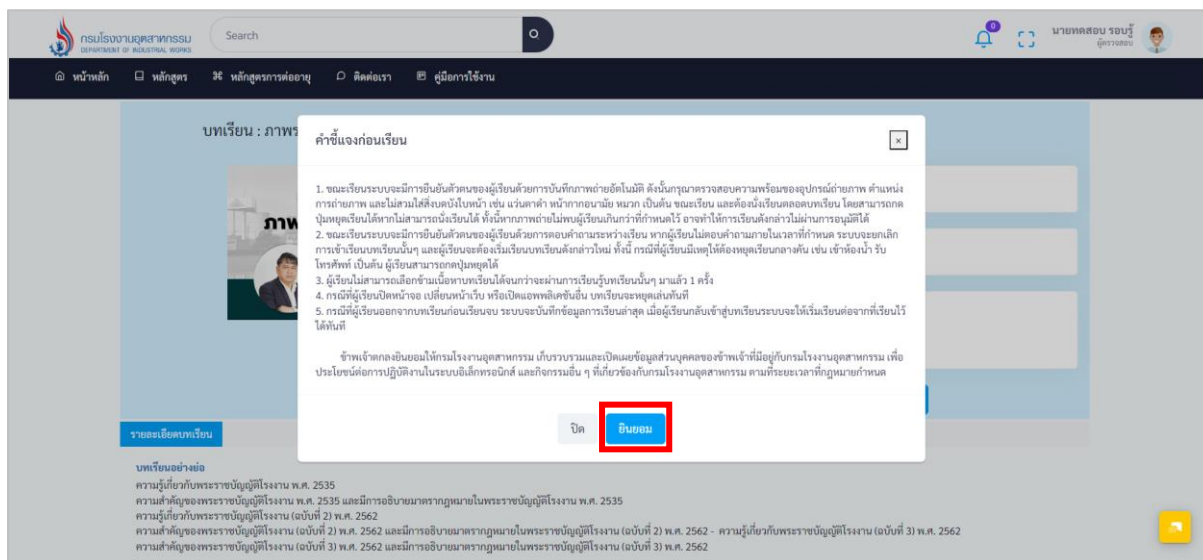 กรมโรงงานอุตสาหกรรม
DEPARTMENT OF INDUSTRIAL WORKS
Search
0
นายทดสอบ รอบรู้
ผู้ตรวจสอบ
หน้าหลัก หลักสูตร หลักสูตรการต่ออายุ ติดต่อเรา คู่มือการใช้งาน
บทเรียน : ภาพร
ภาพ
คำชี้แจงก่อนเรียน
×
1. ขณะเรียนระบบจะมีการยืนยันตัวตนของผู้เรียนด้วยการบันทึกภาพถ่ายอัตโนมัติ ดังนั้นกรุณาตรวจสอบความพร้อมของอุปกรณ์ถ่ายภาพ ตำแหน่ง
การถ่ายภาพ และไม่สวมใส่สิ่งบดบังใบหน้า เช่น แว่นตาดำ หน้ากากอนามัย หมวก เป็นต้น ขณะเรียน และต้องนั่งเรียนตลอดบทเรียน โดยสามารถกด
ปุ่มหยุดเรียนได้หากไม่สามารถนั่งเรียนได้ ทั้งนี้หากภาพถ่ายไม่พบผู้เรียนเกินกว่าที่กำหนดไว้ อาจทำให้การเรียนดังกล่าวไม่ผ่านการอนุมัติได้
2. ขณะเรียนระบบจะมีการยืนยันตัวตนของผู้เรียนด้วยการตอบคำถามระหว่างเรียน หากผู้เรียนไม่ตอบคำถามภายในเวลาที่กำหนด ระบบจะยกเลิก
การเข้าเรียนบทเรียนนั้นๆ และผู้เรียนจะต้องเริ่มเรียนบทเรียนดังกล่าวใหม่ ทั้งนี้ กรณีที่ผู้เรียนมีเหตุให้ต้องหยุดเรียนกลางคัน เช่น เข้าห้องน้ำ รับ
โทรศัพท์ เป็นต้น ผู้เรียนสามารถกดปุ่มหยุดได้
3. ผู้เรียนไม่สามารถเลือกข้ามเนื้อหาบทเรียนได้จนกว่าจะผ่านการเรียนรู้บทเรียนนั้นๆ มาแล้ว 1 ครั้ง
4. กรณีที่ผู้เรียนปิดหน้าจอ เปลี่ยนหน้าเว็บ หรือเปิดแอพพลิเคชันอื่น บทเรียนจะหยุดเล่นทันที
5. กรณีที่ผู้เรียนออกจากบทเรียนก่อนเรียนจบ ระบบจะบันทึกข้อมูลการเรียนล่าสุด เมื่อผู้เรียนกลับเข้าสู่บทเรียนระบบจะให้เริ่มเรียนต่อจากที่เรียนไว้
ได้ทันที
ข้าพเจ้าตกลงยินยอมให้กรมโรงงานอุตสาหกรรม เก็บรวบรวมและเปิดเผยข้อมูลส่วนบุคคลของข้าพเจ้าที่มีอยู่กับกรมโรงงานอุตสาหกรรม เพื่อ
ประโยชน์ต่อการปฏิบัติงานในระบบอิเล็กทรอนิกส์ และกิจกรรมอื่น ๆ ที่เกี่ยวข้องกับกรมโรงงานอุตสาหกรรม ตามที่ระยะเวลาที่กฎหมายกำหนด
ปิด ยินยอม
รายละเอียดบทเรียน
บทเรียนอย่างย่อ
ความรู้เกี่ยวกับพระราชบัญญัติโรงงาน พ.ศ. 2535
ความสำคัญของพระราชบัญญัติโรงงาน พ.ศ. 2535 และมีการอธิบายมาตรากฎหมายในพระราชบัญญัติโรงงาน พ.ศ. 2535
ความรู้เกี่ยวกับพระราชบัญญัติโรงงาน (ฉบับที่ 2) พ.ศ. 2562
ความสำคัญของพระราชบัญญัติโรงงาน (ฉบับที่ 2) พ.ศ. 2562 และมีการอธิบายมาตรากฎหมายในพระราชบัญญัติโรงงาน (ฉบับที่ 2) พ.ศ. 2562 - ความรู้เกี่ยวกับพระราชบัญญัติโรงงาน (ฉบับที่ 3) พ.ศ. 2562
ความสำคัญของพระราชบัญญัติโรงงาน (ฉบับที่ 3) พ.ศ. 2562 และมีการอธิบายมาตรากฎหมายในพระราชบัญญัติโรงงาน (ฉบับที่ 3) พ.ศ. 2562